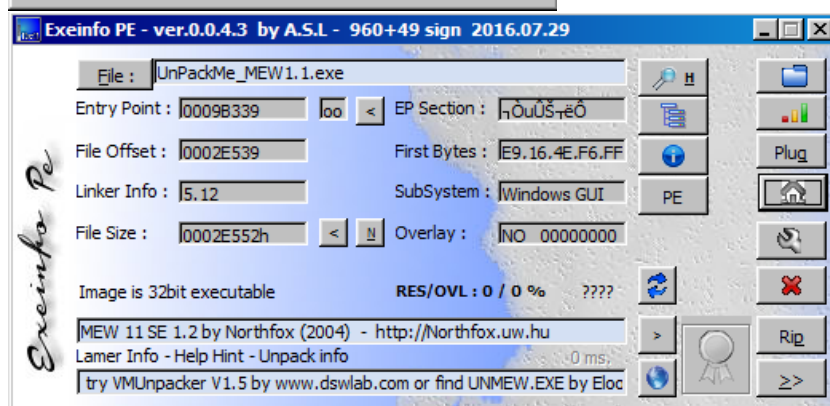 Exeinfo PE - ver.0.0.4.3 by A.S.L - 960+49 sign 2016.07.29
File : UnPackMe_MEW1.1.exe H
Entry Point : 0009B339 oo < EP Section : ┐ÒuÛŠ┬ëÔ
File Offset : 0002E539 First Bytes : E9.16.4E.F6.FF Plug
Linker Info : 5.12 SubSystem : Windows GUI PE
File Size : 0002E552h < N Overlay : NO 00000000
Image is 32bit executable RES/OVL : 0 / 0 % ????
MEW 11 SE 1.2 by Northfox (2004) - http://Northfox.uw.hu > Rip
Lamer Info - Help Hint - Unpack info 0 ms.
try VMUnpacker V1.5 by www.dswlab.com or find UNMEW.EXE by Eloc >>
Exeinfo Pe